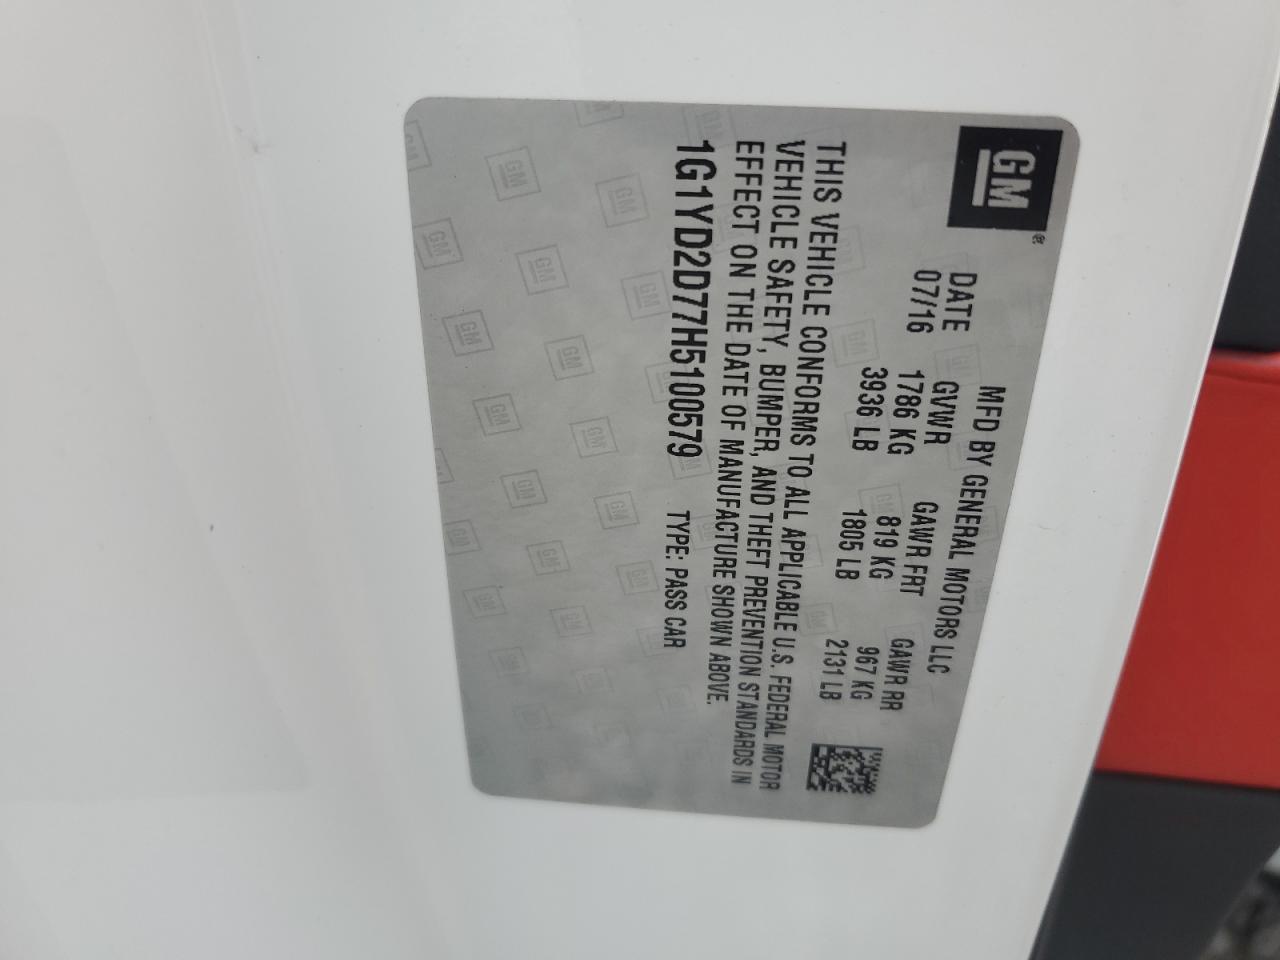 GM
®
MFD BY GENERAL MOTORS LLC
DATE GVWR GAWR FRT GAWR RR
07/16 1786 KG 819 KG 967 KG
3936 LB 1805 LB 2131 LB
THIS VEHICLE CONFORMS TO ALL APPLICABLE U.S. FEDERAL MOTOR
VEHICLE SAFETY, BUMPER, AND THEFT PREVENTION STANDARDS IN
EFFECT ON THE DATE OF MANUFACTURE SHOWN ABOVE.
1G1YD2D77H5100579 TYPE: PASS CAR